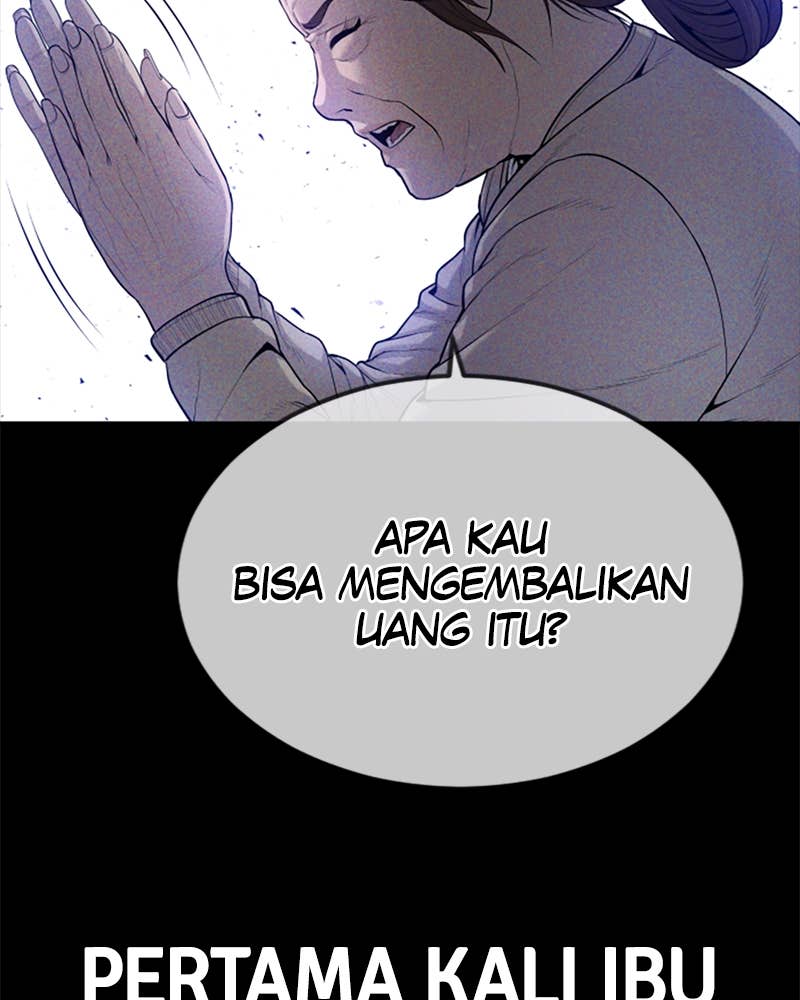 APA KAU
BISA MENGEMBALIKAN
UANG ITU?
PERTAMA KALI IBU